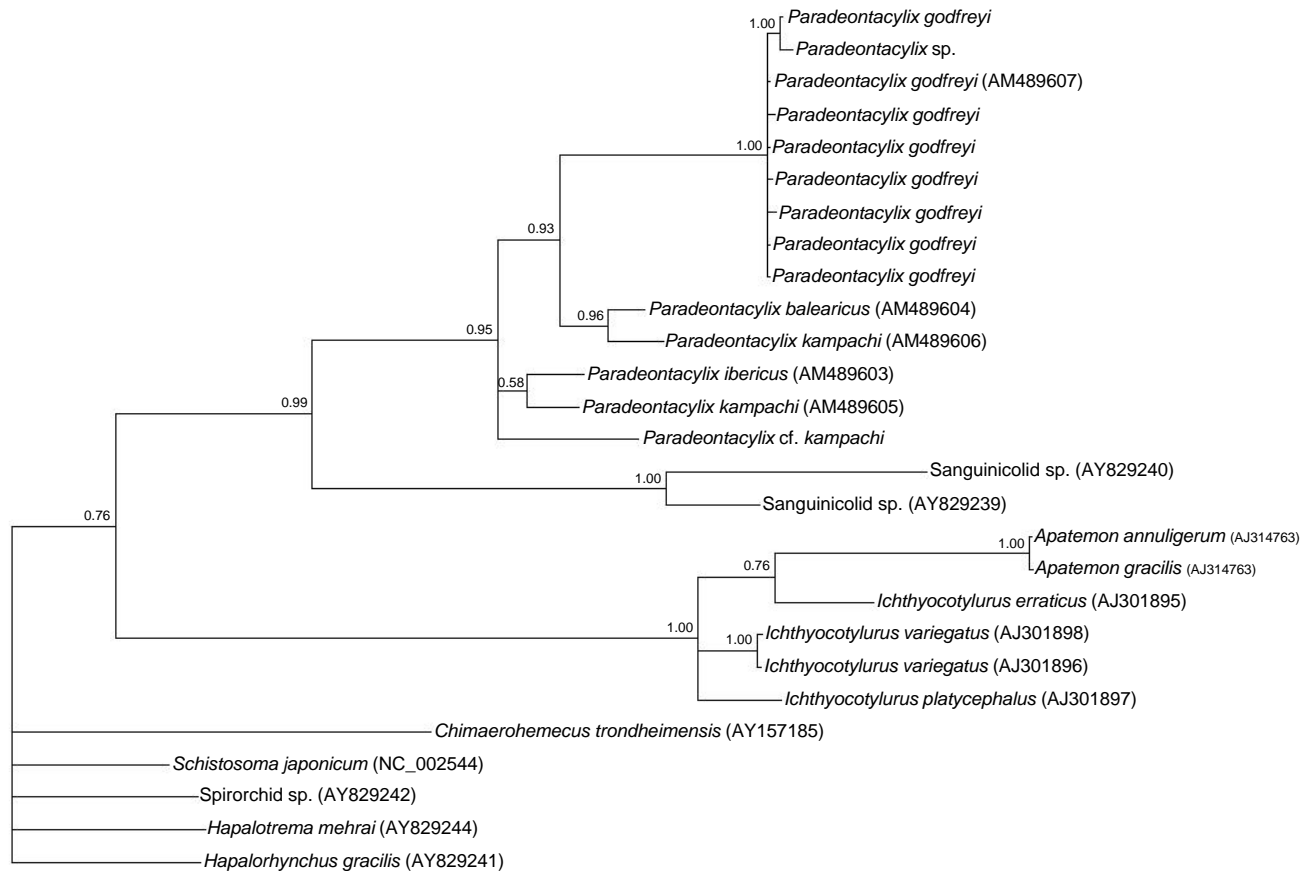 1.00
Paradeontacylix godfreyi
Paradeontacylix sp.
Paradeontacylix godfreyi (AM489607)
Paradeontacylix godfreyi
1.00
Paradeontacylix godfreyi
Paradeontacylix godfreyi
Paradeontacylix godfreyi
0.93
Paradeontacylix godfreyi
Paradeontacylix godfreyi
Paradeontacylix balearicus (AM489604)
0.96
0.95
Paradeontacylix kampachi (AM489606)
Paradeontacylix ibericus (AM489603)
0.58
0.99
Paradeontacylix kampachi (AM489605)
Paradeontacylix cf. kampachi
Sanguinicolid sp. (AY829240)
1.00
Sanguinicolid sp. (AY829239)
0.76
Apatemon annuligerum (AJ314763)
1.00
Apatemon gracilis (AJ314763)
0.76
Ichthyocotylurus erraticus (AJ301895)
1.00
Ichthyocotylurus variegatus (AJ301898)
1.00
Ichthyocotylurus variegatus (AJ301896)
Ichthyocotylurus platycephalus (AJ301897)
Chimaerohemecus trondheimensis (AY157185)
Schistosoma japonicum (NC_002544)
Spirorchid sp. (AY829242)
Hapalotrema mehrai (AY829244)
Hapalorhynchus gracilis (AY829241)